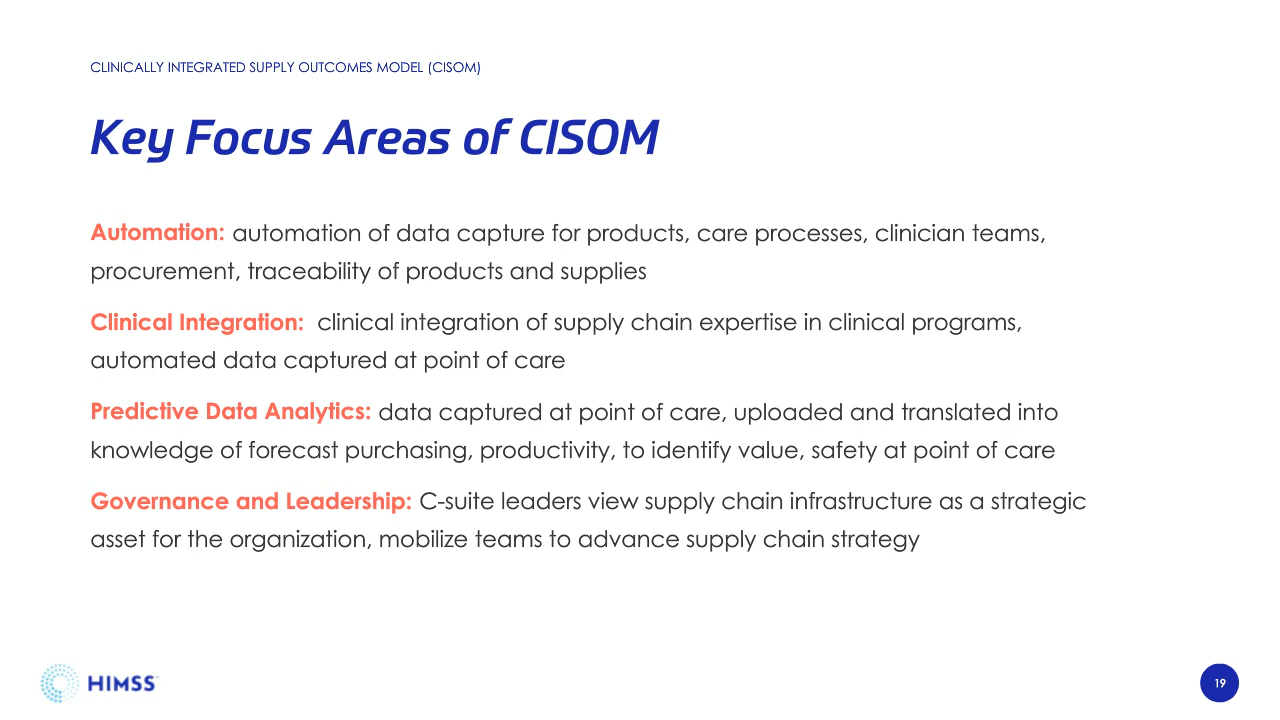 CLINICALLY INTEGRATED SUPPLY OUTCOMES MODEL (CISOM)
Key Focus Areas of CISOM
Automation: automation of data capture for products, care processes, clinician teams,
procurement, traceability of products and supplies
Clinical Integration:  clinical integration of supply chain expertise in clinical programs,
automated data captured at point of care
Predictive Data Analytics: data captured at point of care, uploaded and translated into
knowledge of forecast purchasing, productivity, to identify value, safety at point of care
Governance and Leadership: C-suite leaders view supply chain infrastructure as a strategic
asset for the organization, mobilize teams to advance supply chain strategy
HIMSS
19